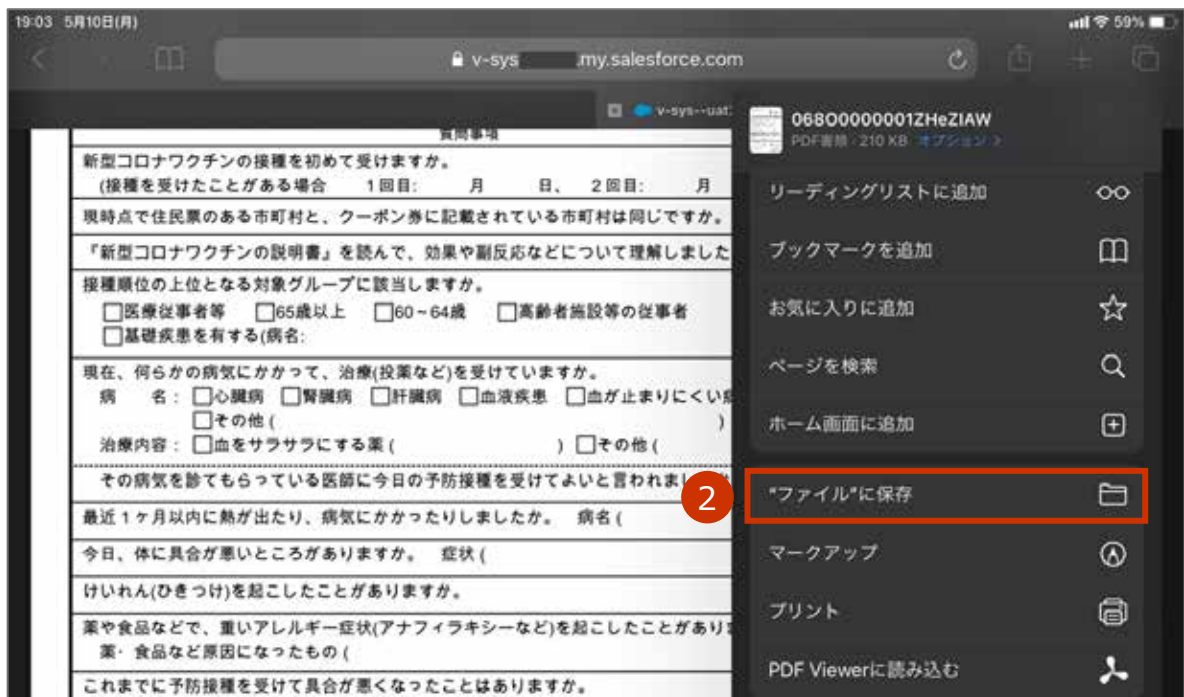 19:03 5月10日(月)
59%
v-sys
.my.salesforce.com
v-sys--uat
質問事項
新型コロナワクチンの接種を初めて受けますか。
(接種を受けたことがある場合 1回目: 月 日、 2回目: 月
現時点で住民票のある市町村と、クーポン券に記載されている市町村は同じですか。
『新型コロナワクチンの説明書』を読んで、効果や副反応などについて理解しました
接種順位の上位となる対象グループに該当しますか。
□医療従事者等 □65歳以上 □60~64歳 □高齢者施設等の従事者
□基礎疾患を有する(病名:
現在、何らかの病気にかかって、治療(投薬など)を受けていますか。
病 名: □心臓病 □腎臓病 □肝臓病 □血液疾患 □血が止まりにくい
□その他( )
治療内容: □血をサラサラにする薬( ) □その他(
その病気を診てもらっている医師に今日の予防接種を受けてよいと言われまし
最近1ヶ月以内に熱が出たり、病気にかかったりしましたか。 病名(
今日、体に具合が悪いところがありますか。 症状(
けいれん(ひきつけ)を起こしたことがありますか。
薬や食品などで、重いアレルギー症状(アナフィラキシーなど)を起こしたことがあり
薬・食品など原因になったもの(
これまでに予防接種を受けて具合が悪くなったことはありますか。
068O0000001ZHeZIAW
PDF書類・210 KB オプション >
リーディングリストに追加
ブックマークを追加
お気に入りに追加
ページを検索
ホーム画面に追加
2
"ファイル"に保存
マークアップ
プリント
PDF Viewerに読み込む